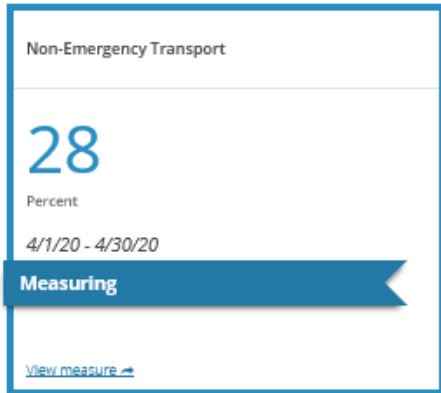 Non-Emergency Transport
28
Percent
4/1/20 - 4/30/20
Measuring
View measure